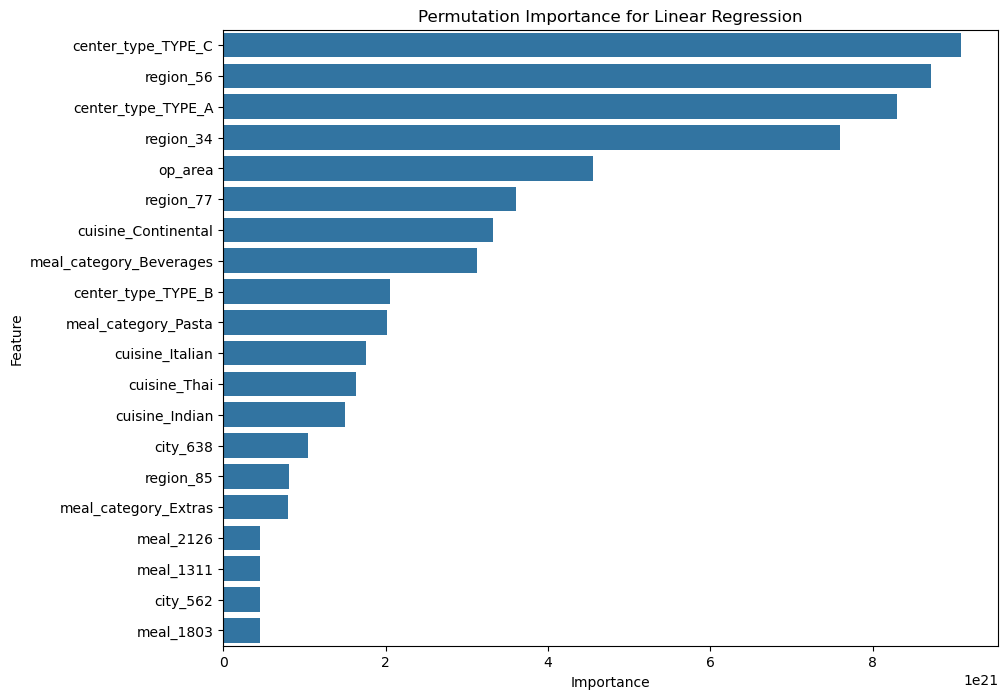 Permutation Importance for Linear Regression
center_type_TYPE_C
region_56
center_type_TYPE_A
region_34
op_area
region_77
cuisine_Continental
meal_category_Beverages
center_type_TYPE_B
meal_category_Pasta
cuisine_Italian
cuisine_Thai
cuisine_Indian
city_638
region_85
meal_category_Extras
meal_2126
meal_1311
city_562
meal_1803
Feature
0 2 4 6 8
1e21
Importance